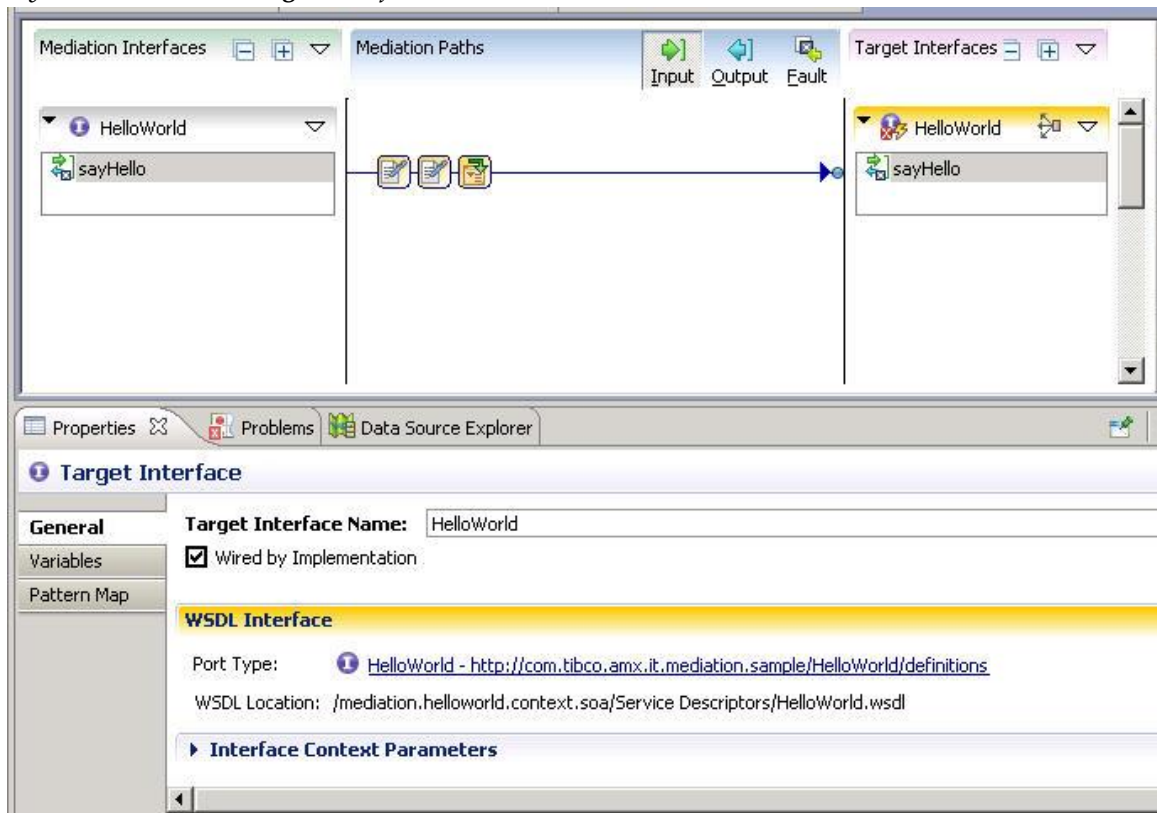 Mediation Interfaces
Mediation Paths
Input Output Fault
Target Interfaces
HelloWorld
sayHello
HelloWorld
sayHello
Properties
Problems
Data Source Explorer
Target Interface
General
Variables
Pattern Map
Target Interface Name: HelloWorld
Wired by Implementation
WSDL Interface
Port Type: HelloWorld - http://com.tibco.amx.it.mediation.sample/HelloWorld/definitions
WSDL Location: /mediation.helloworld.context.soa/Service Descriptors/HelloWorld.wsdl
Interface Context Parameters